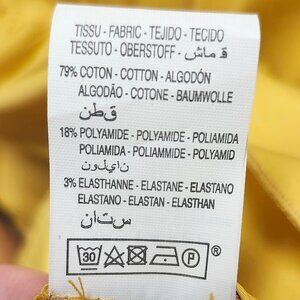 TISSU - FABRIC - TEJIDO - TECIDO
TESSUTO - OBERSTOFF - قماش
79% COTON - COTTON - ALGODÓN
ALGODÃO - COTONE - BAUMWOLLE
قطن
18% POLYAMIDE - POLYAMIDE - POLIAMIDA
POLIAMIDA - POLIAMMIDE - POLYAMID
نايلون
3% ELASTHANNE - ELASTANE - ELASTANO
ELASTANO - ELASTAN - ELASTHAN
ستان
30 P ®